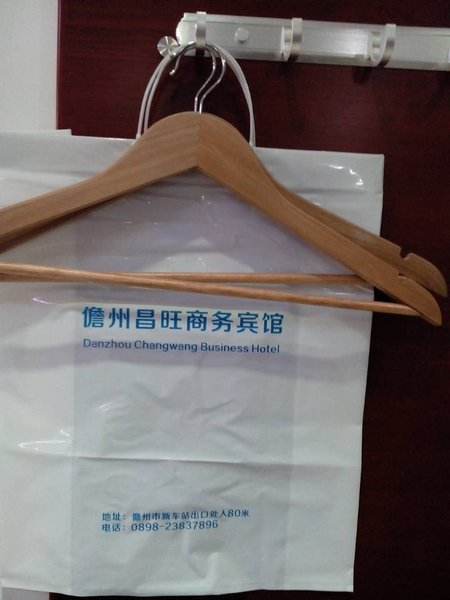 儋州昌旺商务宾馆
Danzhou Changwang Business Hotel
地址：儋州市新车站出口处入80米
电话：0898-23837896